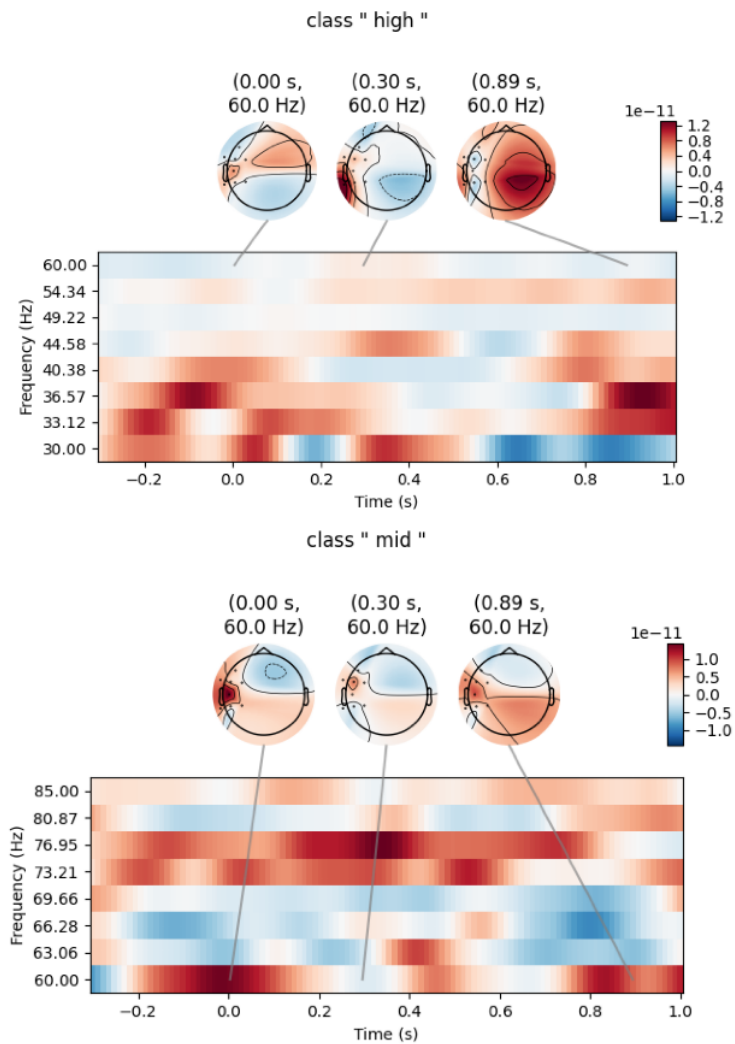 class " high "
(0.00 s, (0.30 s, (0.89 s,
60.0 Hz) 60.0 Hz) 60.0 Hz)
1e−11
1.2
0.8
0.4
0.0
−0.4
−0.8
−1.2
Frequency (Hz)
60.00
54.34
49.22
44.58
40.38
36.57
33.12
30.00
−0.2 0.0 0.2 0.4 0.6 0.8 1.0
Time (s)
class " mid "
(0.00 s, (0.30 s, (0.89 s,
60.0 Hz) 60.0 Hz) 60.0 Hz)
1e−11
1.0
0.5
0.0
−0.5
−1.0
Frequency (Hz)
85.00
80.87
76.95
73.21
69.66
66.28
63.06
60.00
−0.2 0.0 0.2 0.4 0.6 0.8 1.0
Time (s)